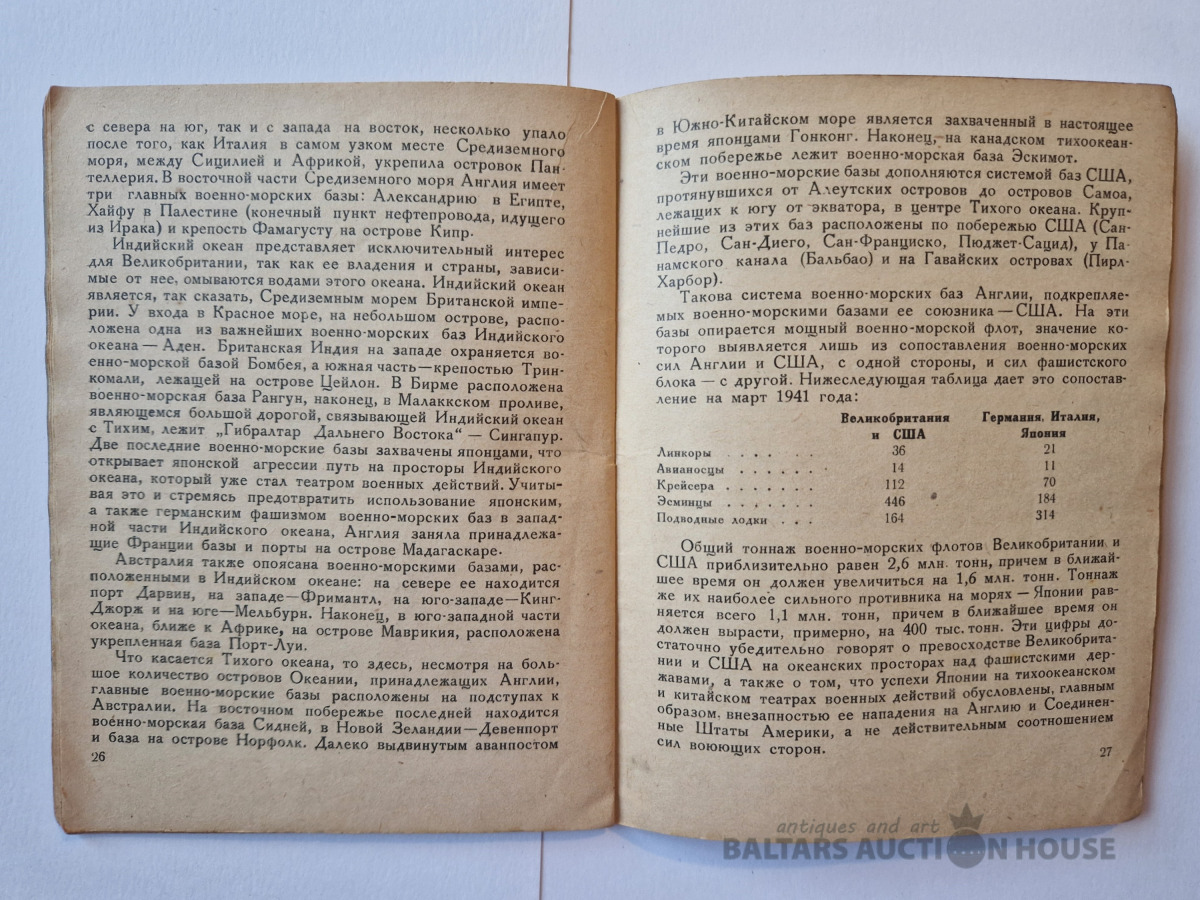 с севера на юг, так и с запада на восток, несколько упало
после того, как Италия в самом узком месте Средиземного
моря, между Сицилией и Африкой, укрепила островок Пан-
теллерия. В восточной части Средиземного моря Англия имеет
три главных военно-морских базы: Александрию в Египте,
Хайфу в Палестине (конечный пункт нефтепровода, идущего
из Ирака) и крепость Фамагусту на острове Кипр.
Индийский океан представляет исключительный интерес
для Великобритании, так как ее владения и страны, зависи-
мые от нее, омываются водами этого океана. Индийский океан
является, так сказать, Средиземным морем Британской импе-
рии. У входа в Красное море, на небольшом острове, распо-
ложена одна из важнейших военно-морских баз Индийского
океана — Аден. Британская Индия на западе охраняется во-
енно-морской базой Бомбея, а южная часть—крепостью Трин-
комали, лежащей на острове Цейлон. В Бирме расположена
военно-морская база Рангун, наконец, в Малаккском проливе,
являющемся большой дорогой, связывающей Индийский океан
с Тихим, лежит „Гибралтар Дальнего Востока“ — Сингапур.
Две последние военно-морские базы захвачены японцами, что
открывает японской агрессии путь на просторы Индийского
океана, который уже стал театром военных действий. Учиты-
вая это и стремясь предотвратить использование японским,
а также германским фашизмом военно-морских баз в запад-
ной части Индийского океана, Англия заняла принадлежа-
щие Франции базы и порты на острове Мадагаскаре.
Австралия также опоясана военно-морскими базами, рас-
положенными в Индийском океане: на севере ее находится
порт Дарвин, на западе—Фримантл, на юго-западе—Кинг-
Джорж и на юге—Мельбурн. Наконец, в юго-западной части
океана, ближе к Африке, на острове Маврикия, расположена
укрепленная база Порт-Луи.
Что касается Тихого океана, то здесь, несмотря на боль-
шое количество островов Океании, принадлежащих Англии,
главные военно-морские базы расположены на подступах к
Австралии. На восточном побережье последней находится
военно-морская база Сидней, в Новой Зеландии—Девенпорт
и база на острове Норфолк. Далеко выдвинутым аванпостом
26
в Южно-Китайском море является захваченный в настоящее
время японцами Гонконг. Наконец, на канадском тихоокеан-
ском побережье лежит военно-морская база Эскимот.
Эти военно-морские базы дополняются системой баз США,
протянувшихся от Алеутских островов до островов Самоа,
лежащих к югу от экватора, в центре Тихого океана. Круп-
нейшие из этих баз расположены по побережью США (Сан-
Педро, Сан-Диего, Сан-Франциско, Пюджет-Сацид), у Па-
намского канала (Бальбао) и на Гавайских островах (Пирл-
Харбор).
Такова система военно-морских баз Англии, подкрепляе-
мых военно-морскими базами ее союзника — США. На эти
базы опирается мощный военно-морской флот, значение ко-
торого выявляется лишь из сопоставления военно-морских
сил Англии и США, с одной стороны, и сил фашистского
блока — с другой. Нижеследующая таблица дает это сопостав-
ление на март 1941 года:
Великобритания Германия, Италия,
и США Япония
Линкоры . . . . . . 36 21
Авианосцы . . . . . . 14 11
Крейсера . . . . . . . 112 70
Эсминцы . . . . . . . 446 184
Подводные лодки . . . 164 314
Общий тоннаж военно-морских флотов Великобритании и
США приблизительно равен 2,6 млн. тонн, причем в ближай-
шее время он должен увеличиться на 1,6 млн. тонн. Тоннаж
же их наиболее сильного противника на морях — Японии рав-
няется всего 1,1 млн. тонн, причем в ближайшее время он
должен вырасти, примерно, на 400 тыс. тонн. Эти цифры до-
статочно убедительно говорят о превосходстве Великобрита-
нии и США на океанских просторах над фашистскими дер-
жавами, а также о том, что успехи Японии на тихоокеанском
и китайском театрах военных действий обусловлены, главным
образом, внезапностью ее нападения на Англию и Соединен-
ные Штаты Америки, а не действительным соотношением
сил воюющих сторон.
27
antiques and art
BALTARS AUCTION HOUSE